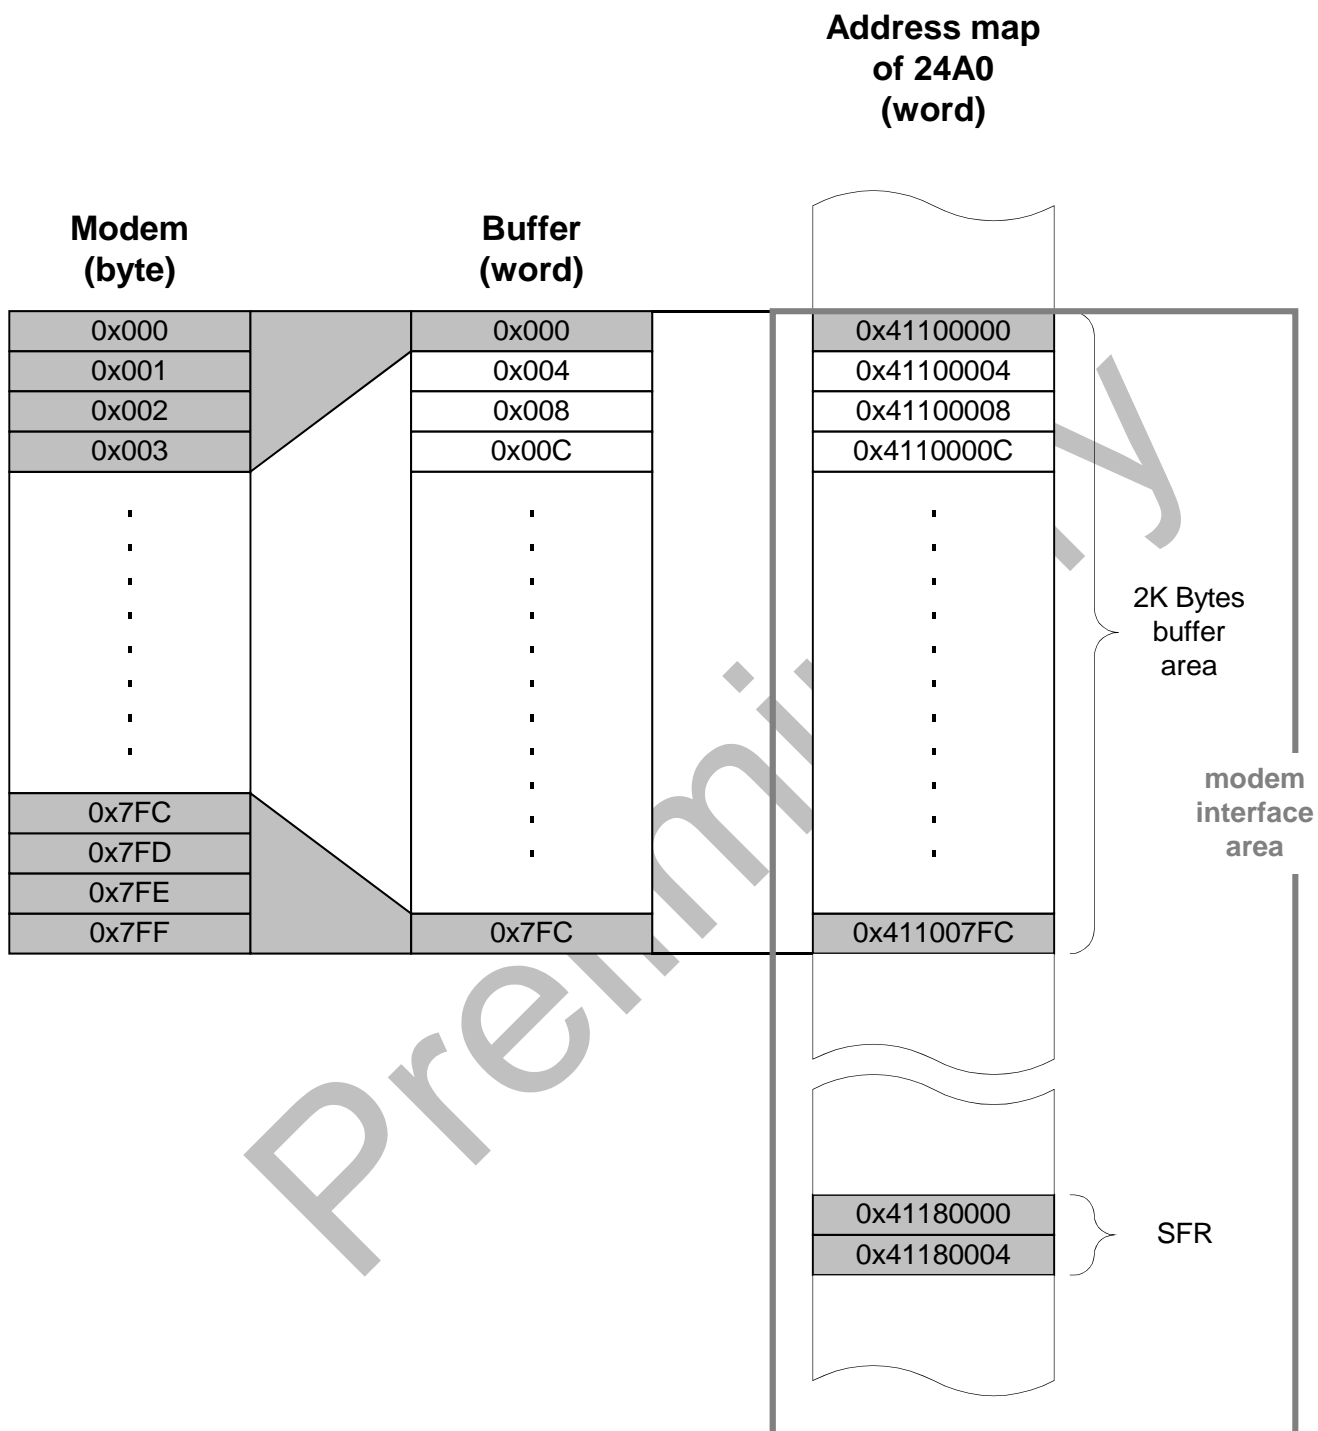 Address map
of 24A0
(word)
Modem
(byte)
Buffer
(word)
0x000
0x001
0x002
0x003
0x7FC
0x7FD
0x7FE
0x7FF
0x000
0x004
0x008
0x00C
0x7FC
0x41100000
0x41100004
0x41100008
0x4110000C
0x411007FC
2K Bytes
buffer
area
modem
interface
area
0x41180000
0x41180004
SFR
Preliminary